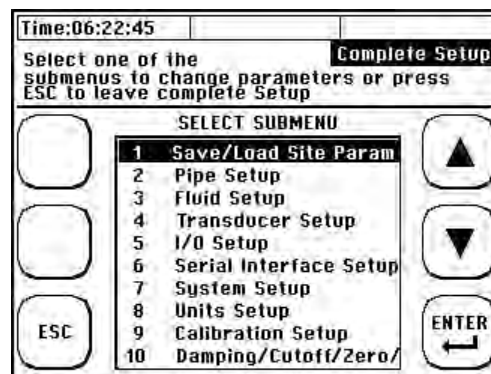 Time:06:22:45
Complete Setup
Select one of the
submenus to change parameters or press
ESC to leave complete Setup
SELECT SUBMENU
1 Save/Load Site Param
2 Pipe Setup
3 Fluid Setup
4 Transducer Setup
5 I/O Setup
6 Serial Interface Setup
7 System Setup
8 Units Setup
9 Calibration Setup
10 Damping/Cutoff/Zero/
ESC
ENTER